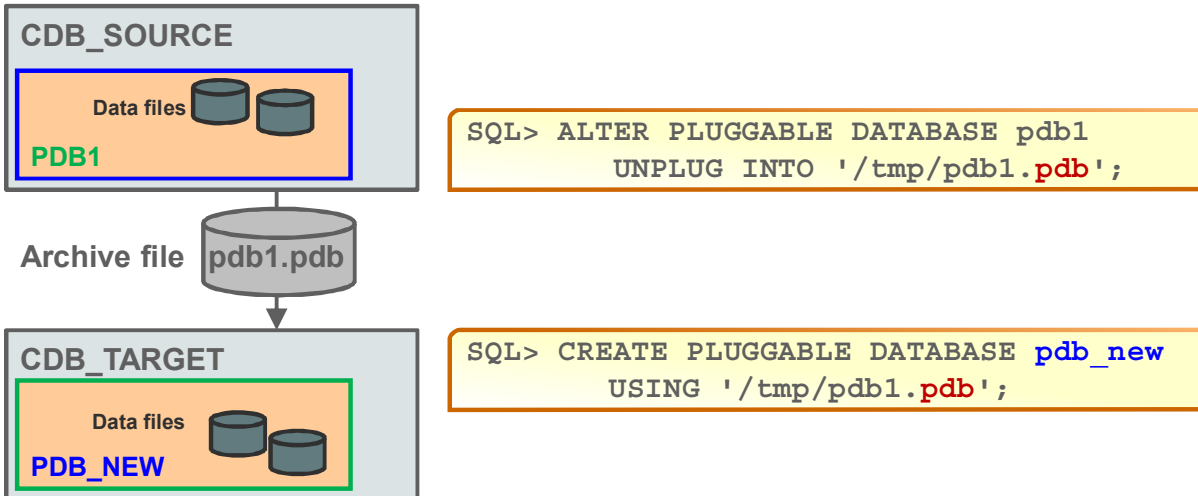 CDB_SOURCE
Data files
PDB1
SQL> ALTER PLUGGABLE DATABASE pdb1
UNPLUG INTO '/tmp/pdb1.pdb';
Archive file
pdb1.pdb
CDB_TARGET
Data files
PDB_NEW
SQL> CREATE PLUGGABLE DATABASE pdb_new
USING '/tmp/pdb1.pdb';